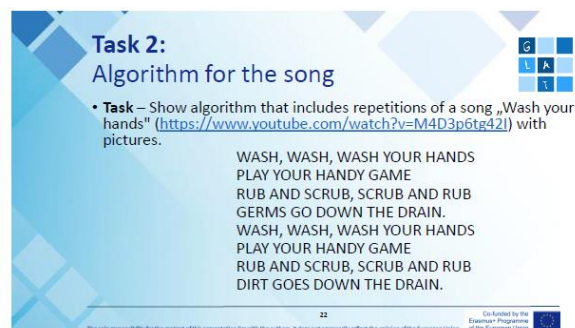 Task 2:
Algorithm for the song
G
L A
T
• Task – Show algorithm that includes repetitions of a song „Wash your
hands" (https://www.youtube.com/watch?v=M4D3p6tg42I) with
pictures.
WASH, WASH, WASH YOUR HANDS
PLAY YOUR HANDY GAME
RUB AND SCRUB, SCRUB AND RUB
GERMS GO DOWN THE DRAIN.
WASH, WASH, WASH YOUR HANDS
PLAY YOUR HANDY GAME
RUB AND SCRUB, SCRUB AND RUB
DIRT GOES DOWN THE DRAIN.
22
Co-funded by the
Erasmus+ Programme
of the European Union